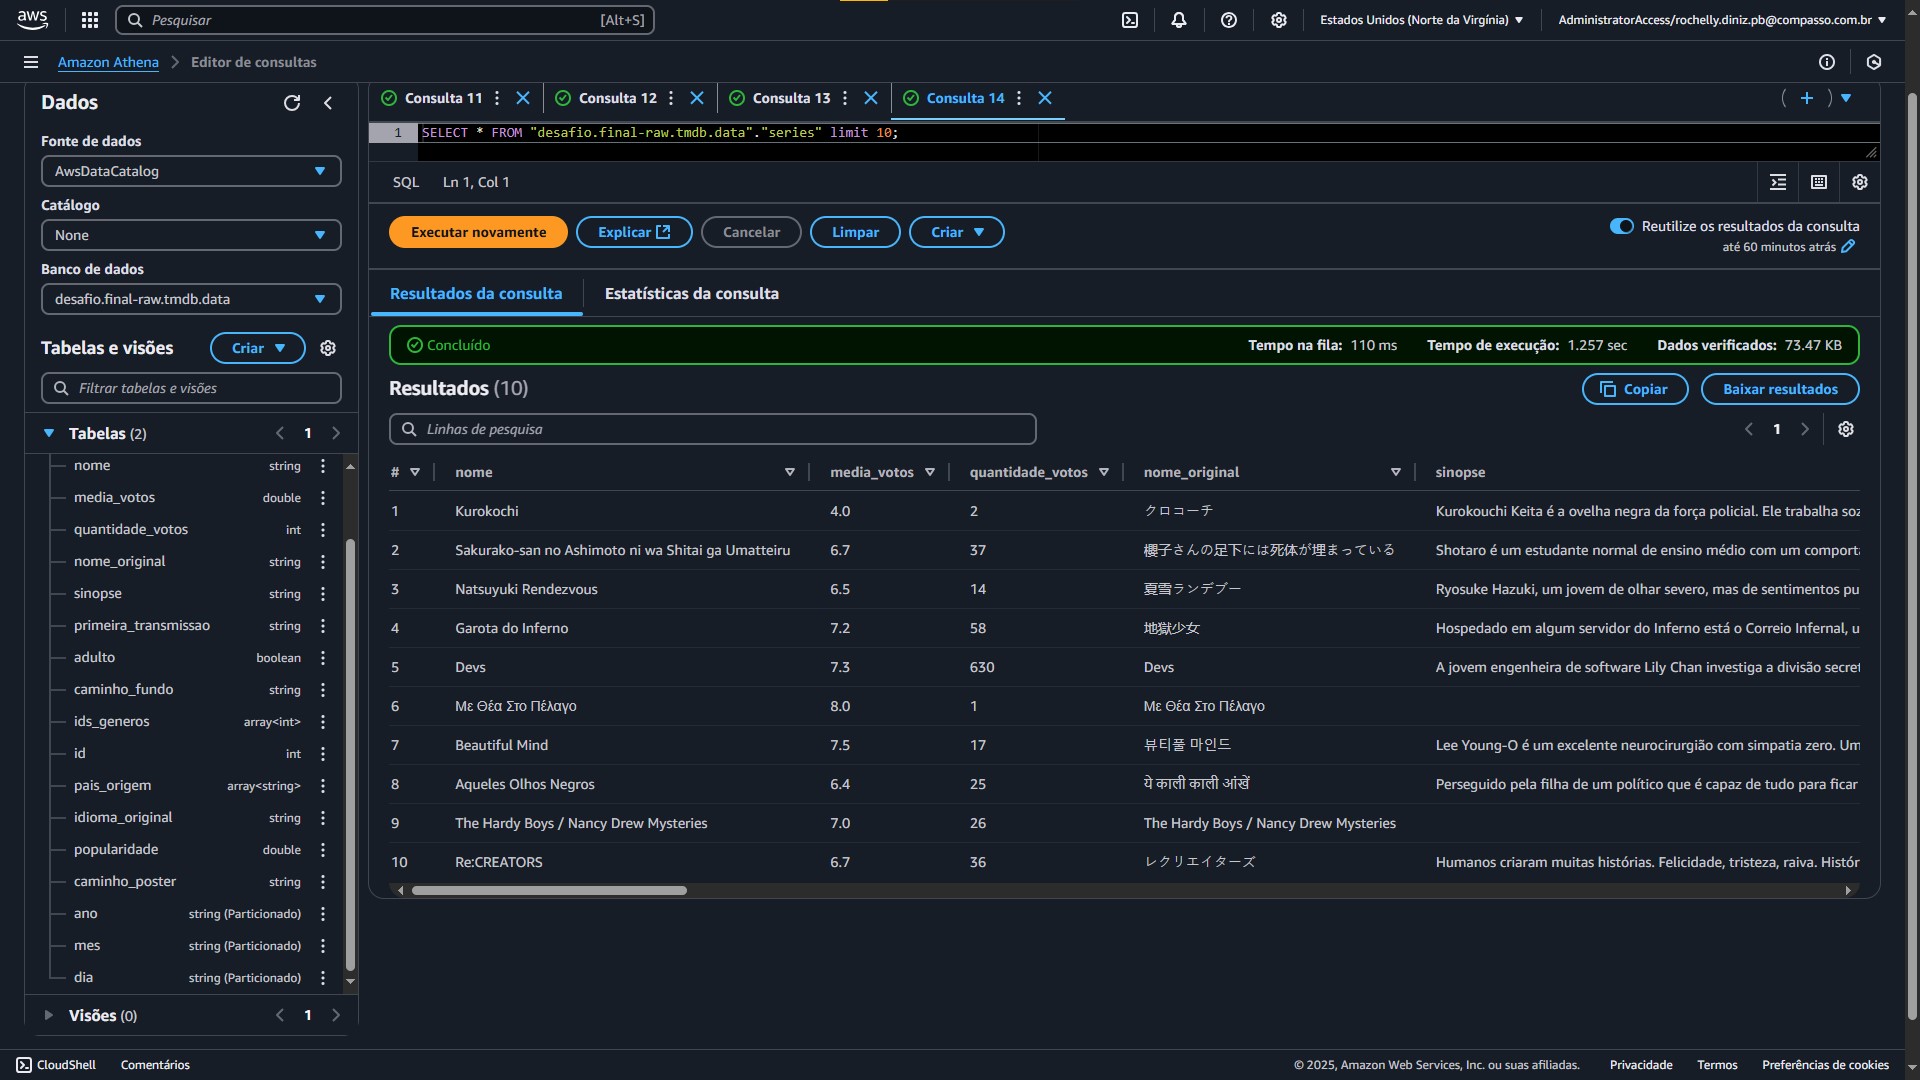 aws
Pesquisar [Alt+S]
Estados Unidos (Norte da Virgínia)
AdministratorAccess/rochelly.diniz.pb@compasso.com.br
Amazon Athena
Editor de consultas
Dados
Fonte de dados
AwsDataCatalog
Catálogo
None
Banco de dados
desafio.final-raw.tmdb.data
Tabelas e visões
Criar
Filtrar tabelas e visões
Tabelas (2) 1
nome string
media_votos double
quantidade_votos int
nome_original string
sinopse string
primeira_transmissao string
adulto boolean
caminho_fundo string
ids_generos array<int>
id int
pais_origem array<string>
idioma_original string
popularidade double
caminho_poster string
ano string (Particionado)
mes string (Particionado)
dia string (Particionado)
Visões (0) 1
Consulta 11 Consulta 12 Consulta 13 Consulta 14
1 SELECT * FROM "desafio.final-raw.tmdb.data"."series" limit 10;
SQL Ln 1, Col 1
Executar novamente Explicar Cancelar Limpar Criar
Reutilize os resultados da consulta
até 60 minutos atrás
Resultados da consulta Estatísticas da consulta
Concluído Tempo na fila: 110 ms Tempo de execução: 1.257 sec Dados verificados: 73.47 KB
Resultados (10) Copiar Baixar resultados
Linhas de pesquisa 1
# nome media_votos quantidade_votos nome_original sinopse
1 Kurokochi 4.0 2 クロコーチ Kurokouchi Keita é a ovelha negra da força policial. Ele trabalha soz
2 Sakurako-san no Ashimoto ni wa Shitai ga Umatteiru 6.7 37 櫻子さんの足下には死体が埋まっている Shotaro é um estudante normal de ensino médio com um comporta
3 Natsuyuki Rendezvous 6.5 14 夏雪ランデブー Ryosuke Hazuki, um jovem de olhar severo, mas de sentimentos pu
4 Garota do Inferno 7.2 58 地獄少女 Hospedado em algum servidor do Inferno está o Correio Infernal, u
5 Devs 7.3 630 Devs A jovem engenheira de software Lily Chan investiga a divisão secret
6 Με Θέα Στο Πέλαγο 8.0 1 Με Θέα Στο Πέλαγο
7 Beautiful Mind 7.5 17 뷰티풀 마인드 Lee Young-O é um excelente neurocirurgião com simpatia zero. Um
8 Aqueles Olhos Negros 6.4 25 ये काली काली आंखें Perseguido pela filha de um político que é capaz de tudo para ficar
9 The Hardy Boys / Nancy Drew Mysteries 7.0 26 The Hardy Boys / Nancy Drew Mysteries
10 Re:CREATORS 6.7 36 レクリエイターズ Humanos criaram muitas histórias. Felicidade, tristeza, raiva. Histór
CloudShell Comentários
© 2025, Amazon Web Services, Inc. ou suas afiliadas. Privacidade Termos Preferências de cookies